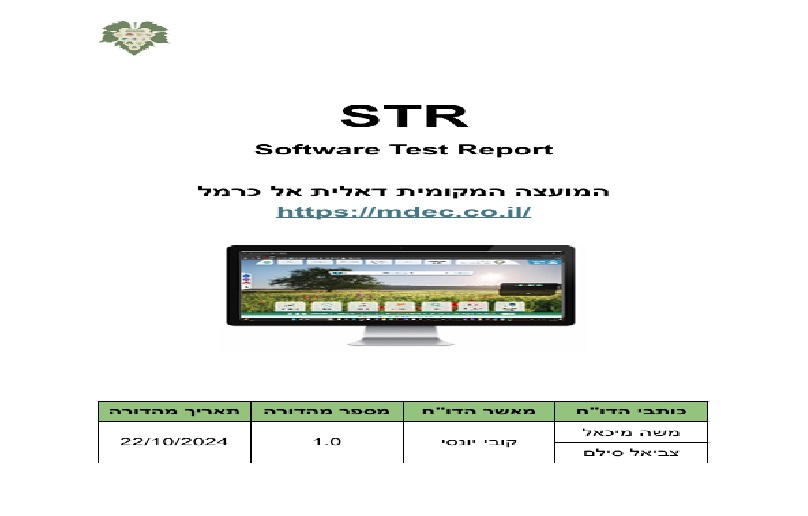 STR
Software Test Report
המועצה המקומית דאלית אל כרמל
https://mdec.co.il/
כותבי הדו"ח מאשר הדו"ח מספר מהדורה תאריך מהדורה
משה מיכאל קובי יונסי 1.0 22/10/2024
צביאל סילם